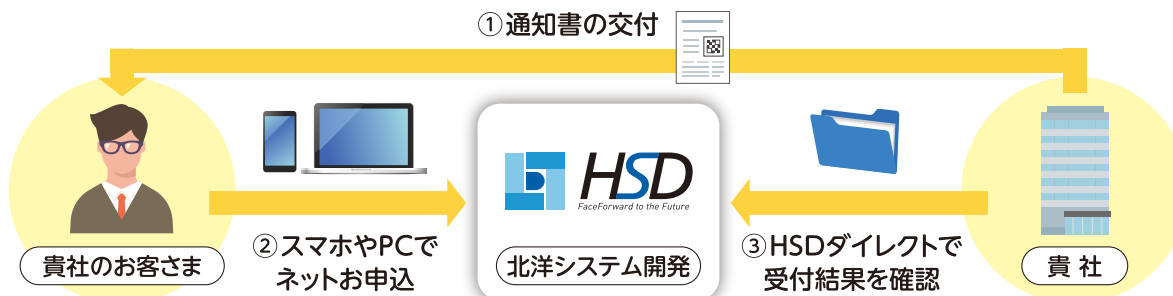 ①通知書の交付
HSD
FaceForward to the Future
②スマホやPCで
ネットお申込
③HSDダイレクトで
受付結果を確認
貴社のお客さま
北洋システム開発
貴 社